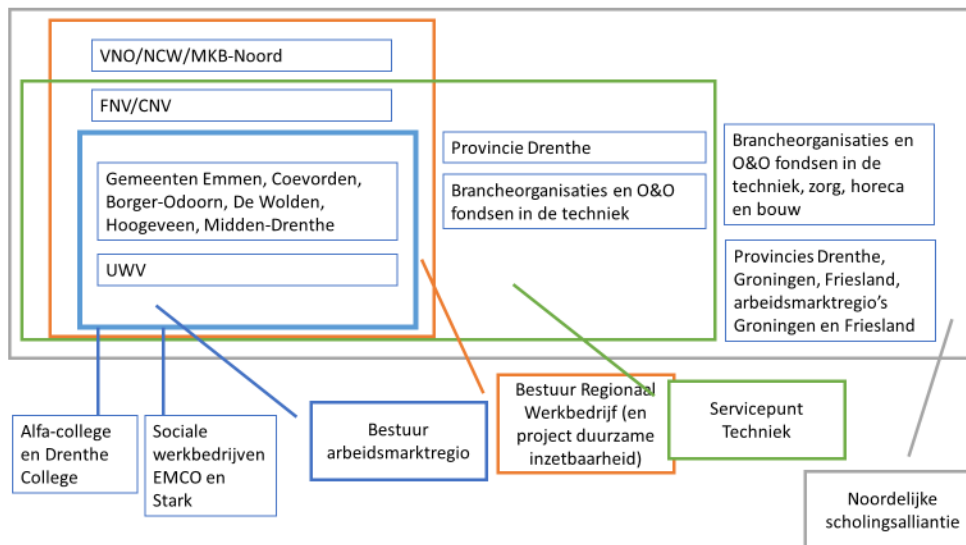 VNO/NCW/MKB-Noord
FNV/CNV
Gemeenten Emmen, Coevorden,
Borger-Odoorn, De Wolden,
Hoogeveen, Midden-Drenthe
UWV
Provincie Drenthe
Brancheorganisaties en O&O
fondsen in de techniek
Brancheorganisaties en
O&O fondsen in de
techniek, zorg, horeca
en bouw
Provincies Drenthe,
Groningen, Friesland,
arbeidsmarktregio’s
Groningen en Friesland
Alfa-college
en Drenthe
College
Sociale
werkbedrijven
EMCO en
Stark
Bestuur
arbeidsmarktregio
Bestuur Regionaal
Werkbedrijf (en
project duurzame
inzetbaarheid)
Servicepunt
Techniek
Noordelijke
scholingsalliantie